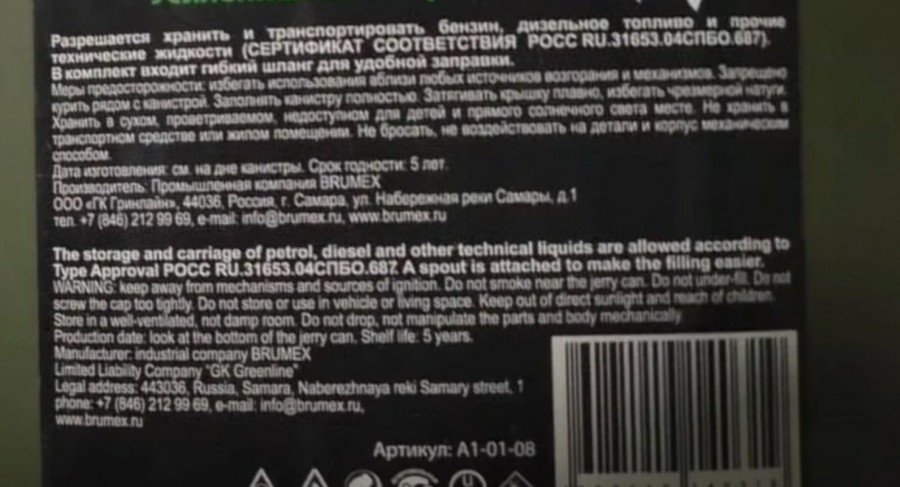 Разрешается хранить и транспортировать бензин, дизельное топливо и прочие
технические жидкости (СЕРТИФИКАТ СООТВЕТСТВИЯ РОСС RU.31653.04СПБО.687).
В комплект входит гибкий шланг для удобной заправки.
Меры предосторожности: избегать использования вблизи любых источников возгорания и механизмов. Запрещено
курить рядом с канистрой. Заполнять канистру полностью. Затягивать крышку плавно, избегать чрезмерной натуги.
Хранить в сухом, проветриваемом, недоступном для детей и прямого солнечного света месте. Не хранить в
транспортном средстве или жилом помещении. Не бросать, не воздействовать на детали и корпус механическим
способом.
Дата изготовления: см. на дне канистры. Срок годности: 5 лет.
Производитель: Промышленная компания BRUMEX
ООО «ГК Гринлайн», 44036, Россия, г. Самара, ул. Набережная реки Самары, д.1
тел. +7 (846) 212 99 69, e-mail: info@brumex.ru, www.brumex.ru
The storage and carriage of petrol, diesel and other technical liquids are allowed according to
Type Approval РОСС RU.31653.04СПБО.687. A spout is attached to make the filling easier.
WARNING: keep away from mechanisms and sources of ignition. Do not smoke near the jerry can. Do not under-fill. Do not
screw the cap too tightly. Do not store or use in vehicle or living space. Keep out of direct sunlight and reach of children.
Store in a well-ventilated, not damp room. Do not drop, not manipulate the parts and body mechanically.
Production date: look at the bottom of the jerry can. Shelf life: 5 years.
Manufacturer: industrial company BRUMEX
Limited Liability Company "GK Greenline"
Legal address: 443036, Russia, Samara, Naberezhnaya reki Samary street, 1
phone: +7 (846) 212 99 69, e-mail: info@brumex.ru,
www.brumex.ru
Артикул: А1-01-08